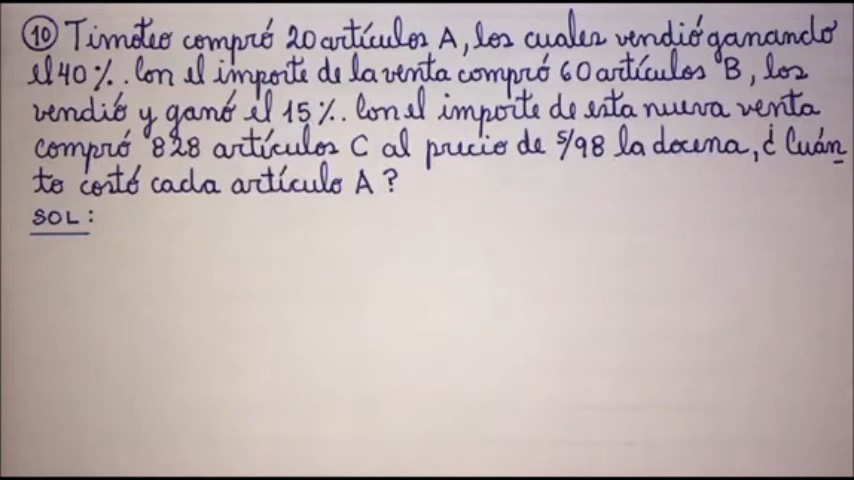 ⑩ Timoteo compró 20 artículos A, los cuales vendió ganando
el 40%. Con el importe de la venta compró 60 artículos B, los
vendió y ganó el 15%. Con el importe de esta nueva venta
compró 828 artículos C al precio de S/98 la docena, ¿Cuán
to costó cada artículo A?
SOL: